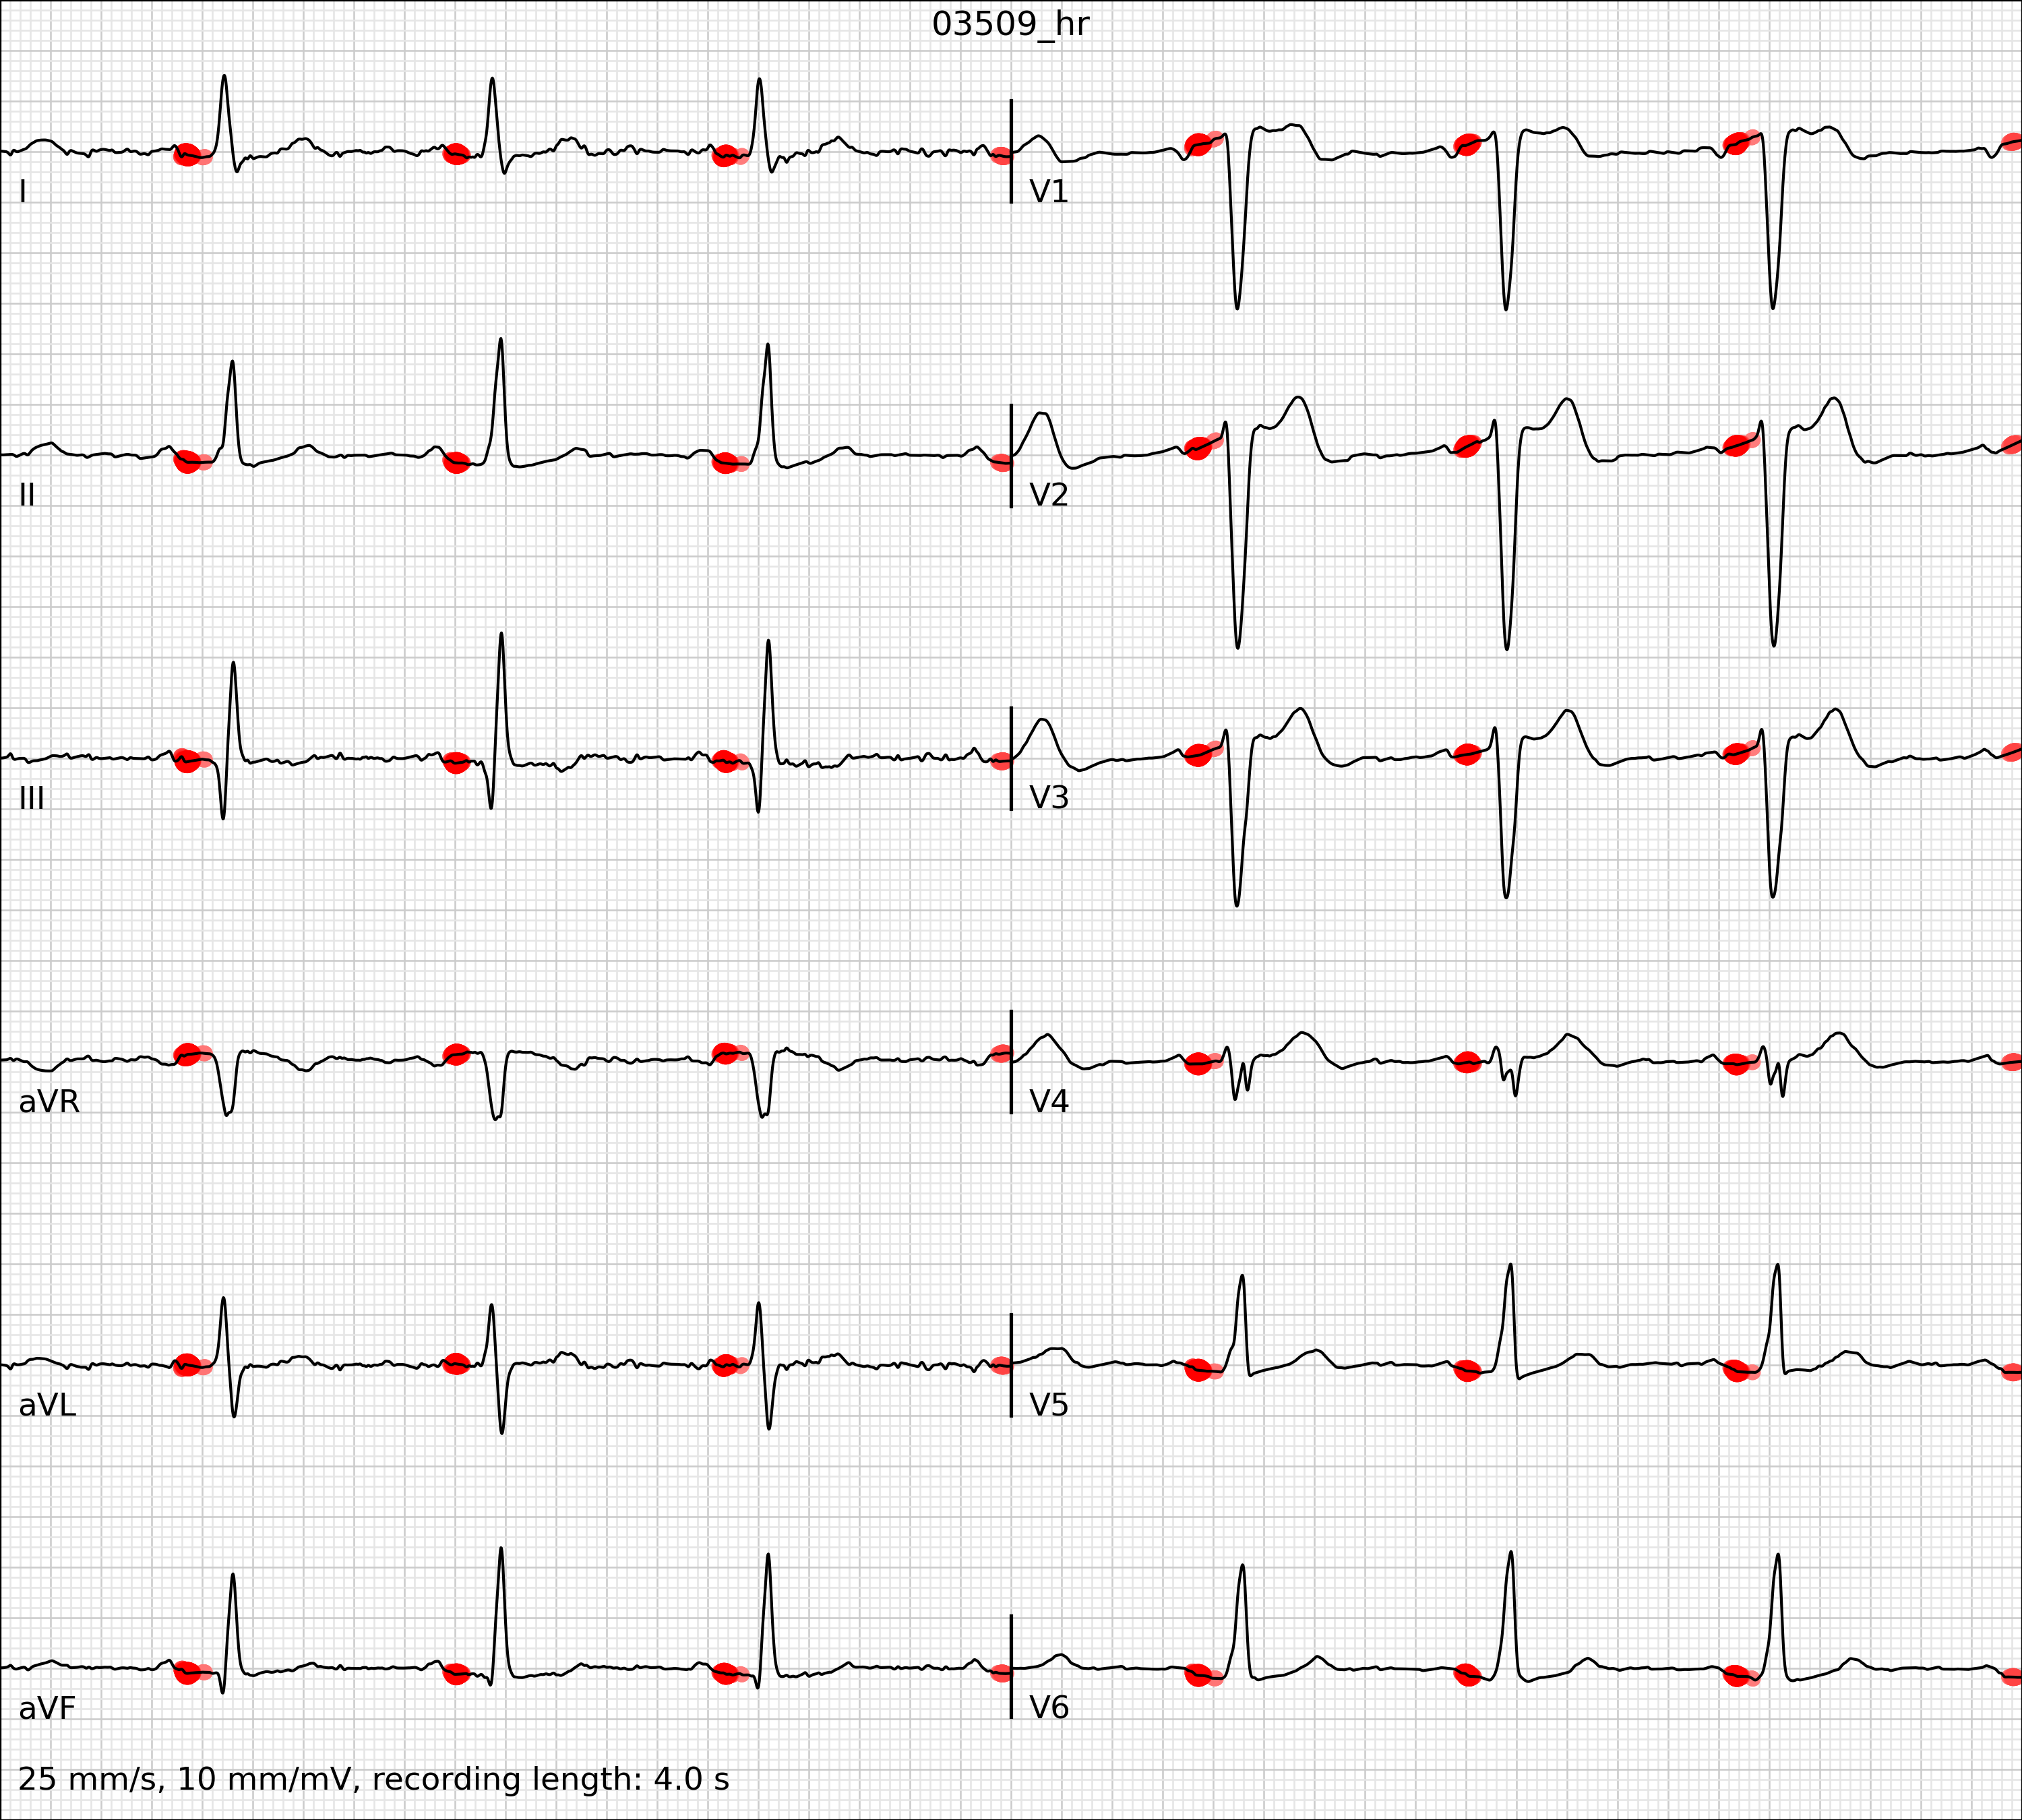 03509_hr
I
V1
II
V2
III
V3
aVR
V4
aVL
V5
aVF
V6
25 mm/s, 10 mm/mV, recording length: 4.0 s